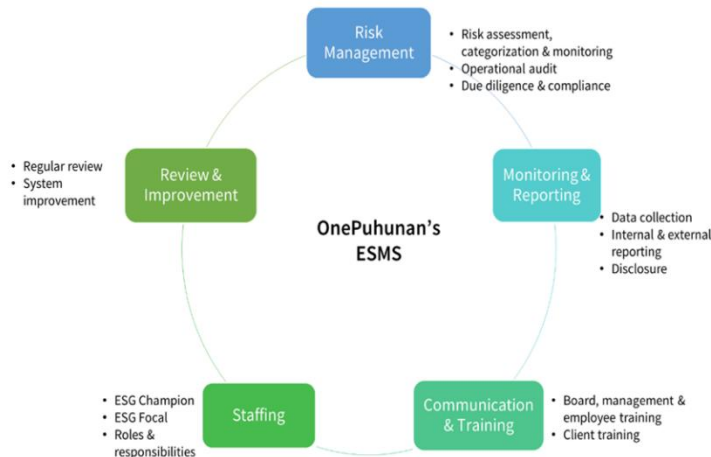 Risk
Management
• Risk assessment,
categorization & monitoring
• Operational audit
• Due diligence & compliance
Monitoring &
Reporting
• Data collection
• Internal & external
reporting
• Disclosure
Communication
& Training
• Board, management &
employee training
• Client training
Staffing
• ESG Champion
• ESG Focal
• Roles &
responsibilities
Review &
Improvement
• Regular review
• System
improvement
OnePuhunan’s
ESMS